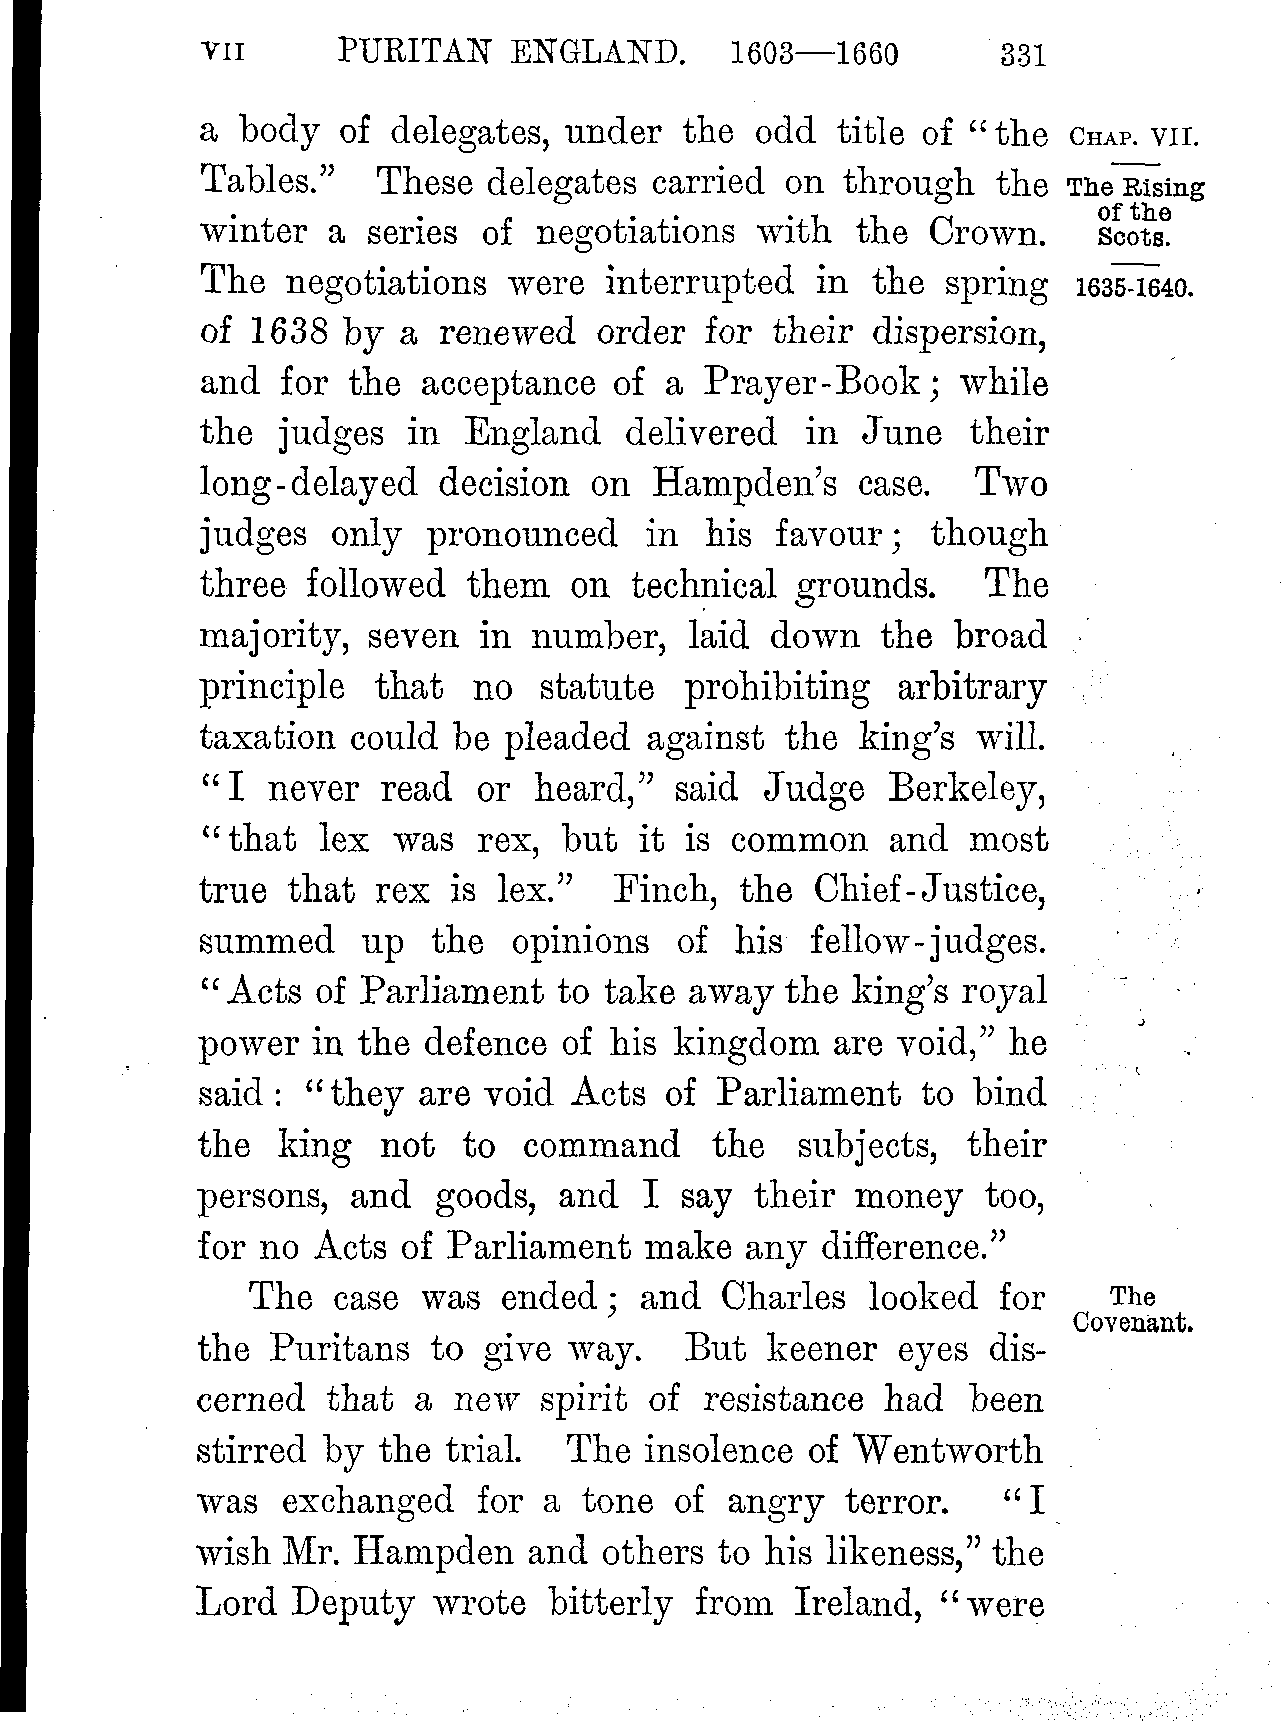 VII PURITAN ENGLAND. 1603—1660 331
a body of delegates, under the odd title of "the
Tables." These delegates carried on through the
winter a series of negotiations with the Crown.
The negotiations were interrupted in the spring
of 1638 by a renewed order for their dispersion,
and for the acceptance of a Prayer-Book; while
the judges in England delivered in June their
long-delayed decision on Hampden's case. Two
judges only pronounced in his favour; though
three followed them on technical grounds. The
majority, seven in number, laid down the broad
principle that no statute prohibiting arbitrary
taxation could be pleaded against the king's will.
"I never read or heard," said Judge Berkeley,
"that lex was rex, but it is common and most
true that rex is lex." Finch, the Chief-Justice,
summed up the opinions of his fellow-judges.
"Acts of Parliament to take away the king's royal
power in the defence of his kingdom are void," he
said: "they are void Acts of Parliament to bind
the king not to command the subjects, their
persons, and goods, and I say their money too,
for no Acts of Parliament make any difference."
The case was ended; and Charles looked for
the Puritans to give way. But keener eyes dis-
cerned that a new spirit of resistance had been
stirred by the trial. The insolence of Wentworth
was exchanged for a tone of angry terror. "I
wish Mr. Hampden and others to his likeness," the
Lord Deputy wrote bitterly from Ireland, "were
CHAP. VII.
The Rising
of the
Scots.
1635-1640.
The
Covenant.